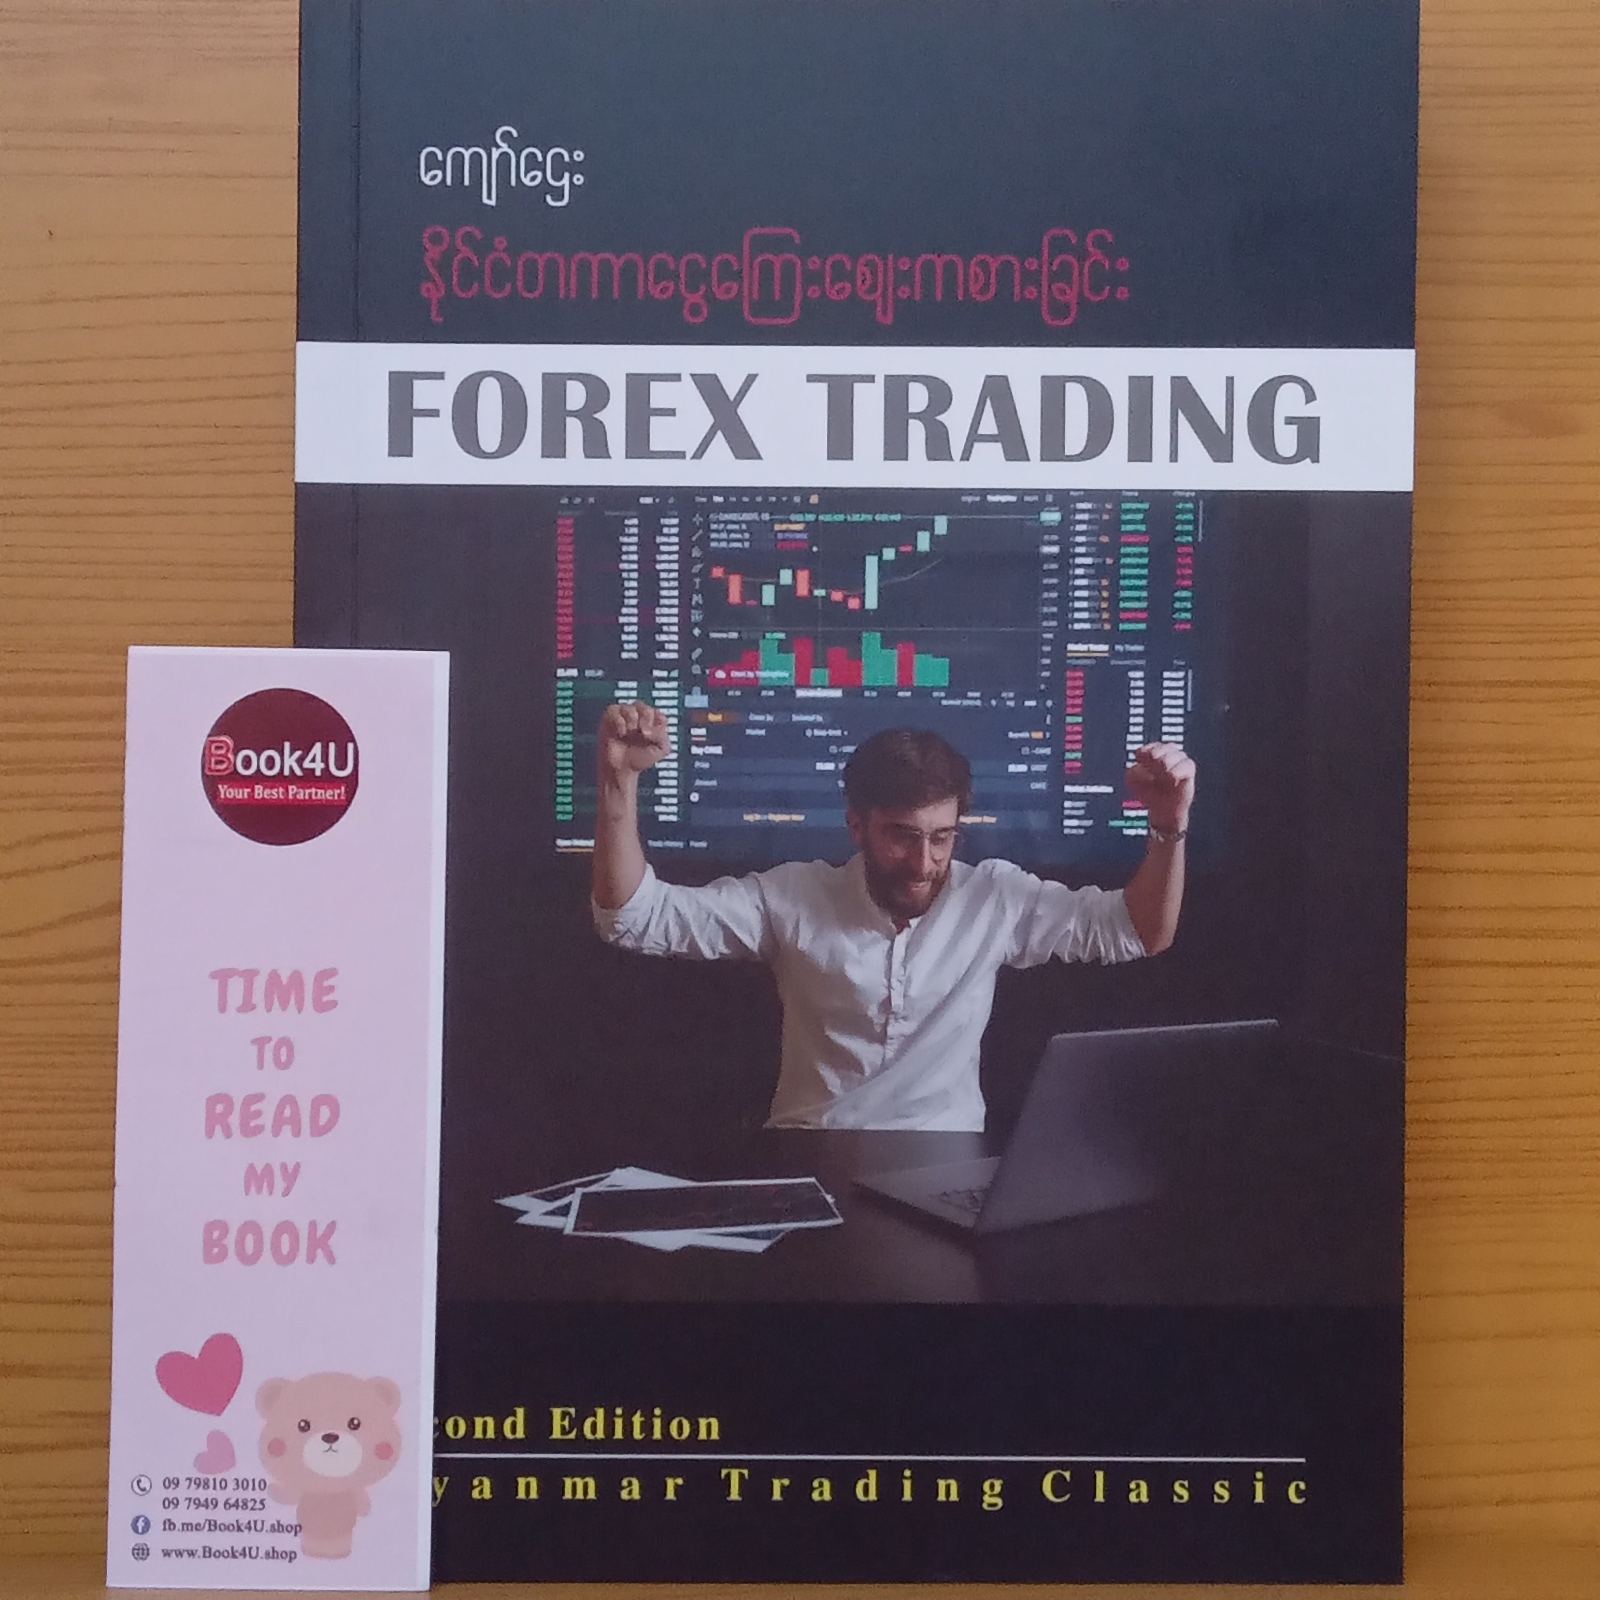 ကျော်ဌေး
နိုင်ငံတကာငွေကြေးဈေးကစားခြင်း
FOREX TRADING
Book4U
Your Best Partner!
TIME
TO
READ
MY
BOOK
09 79810 3010
09 7949 64825
fb.me/Book4U.shop
www.Book4U.shop
cond Edition
yanmar Trading Classic